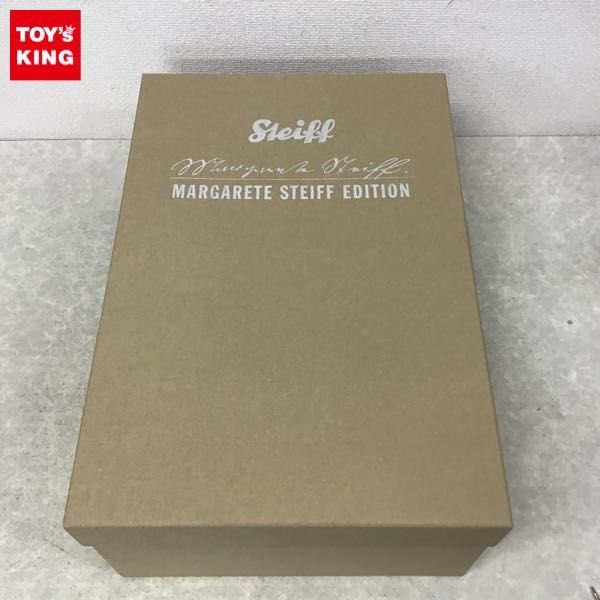 TOY's
KING
Steiff
Margarete Steiff.
MARGARETE STEIFF EDITION